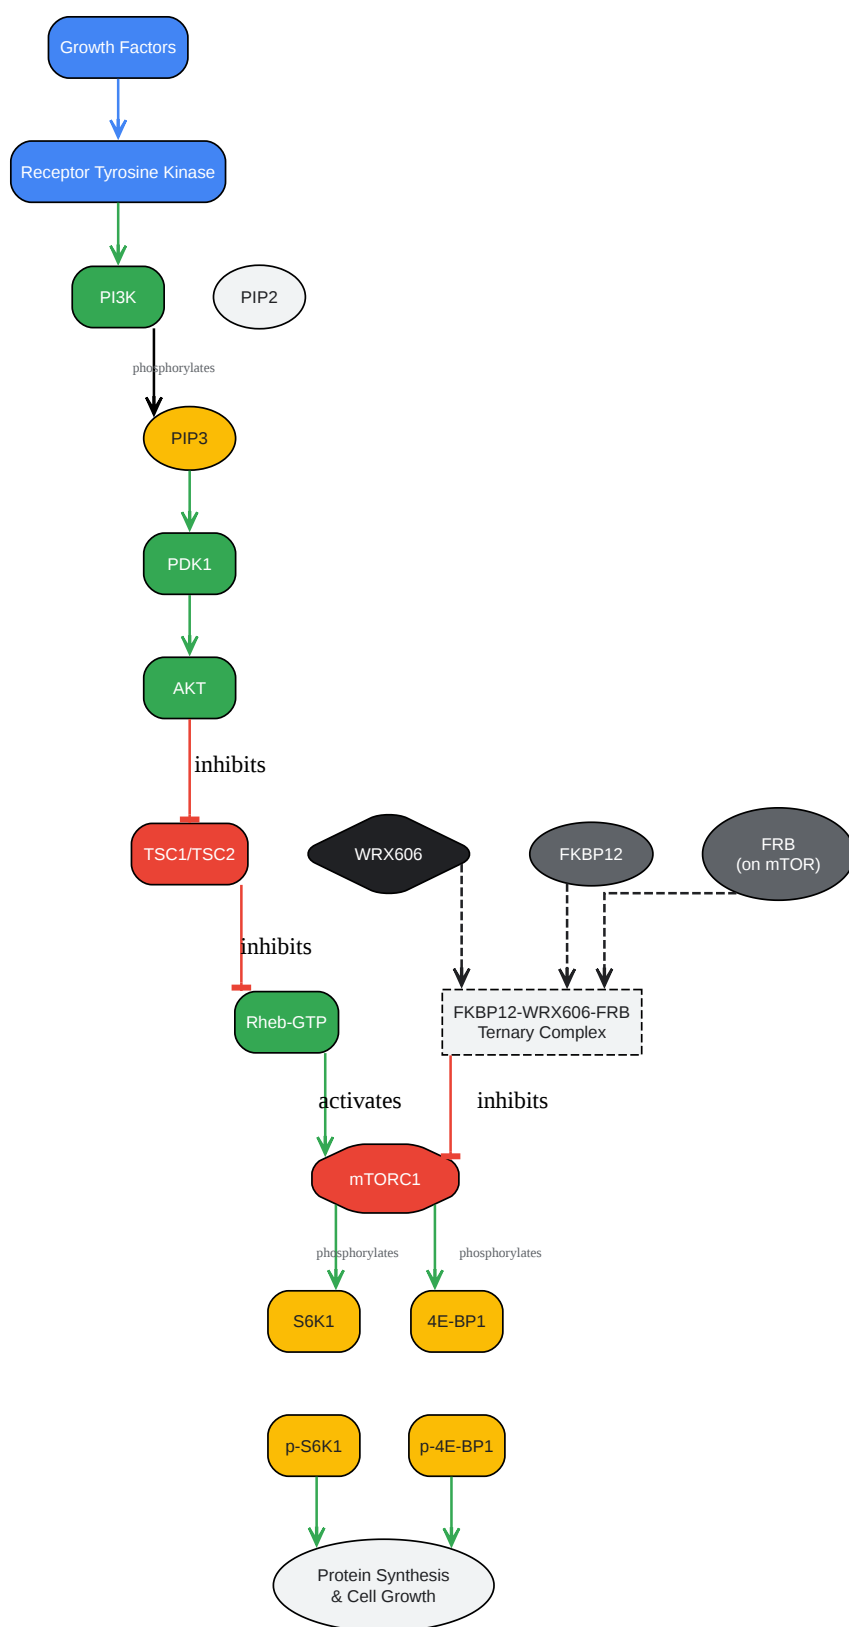 Growth Factors
Receptor Tyrosine Kinase
PI3K
PIP2
phosphorylates
PIP3
PDK1
AKT
inhibits
TSC1/TSC2
WRX606
FKBP12
FRB
(on mTOR)
inhibits
Rheb-GTP
FKBP12-WRX606-FRB
Ternary Complex
activates
inhibits
mTORC1
phosphorylates
phosphorylates
S6K1
4E-BP1
p-S6K1
p-4E-BP1
Protein Synthesis
& Cell Growth